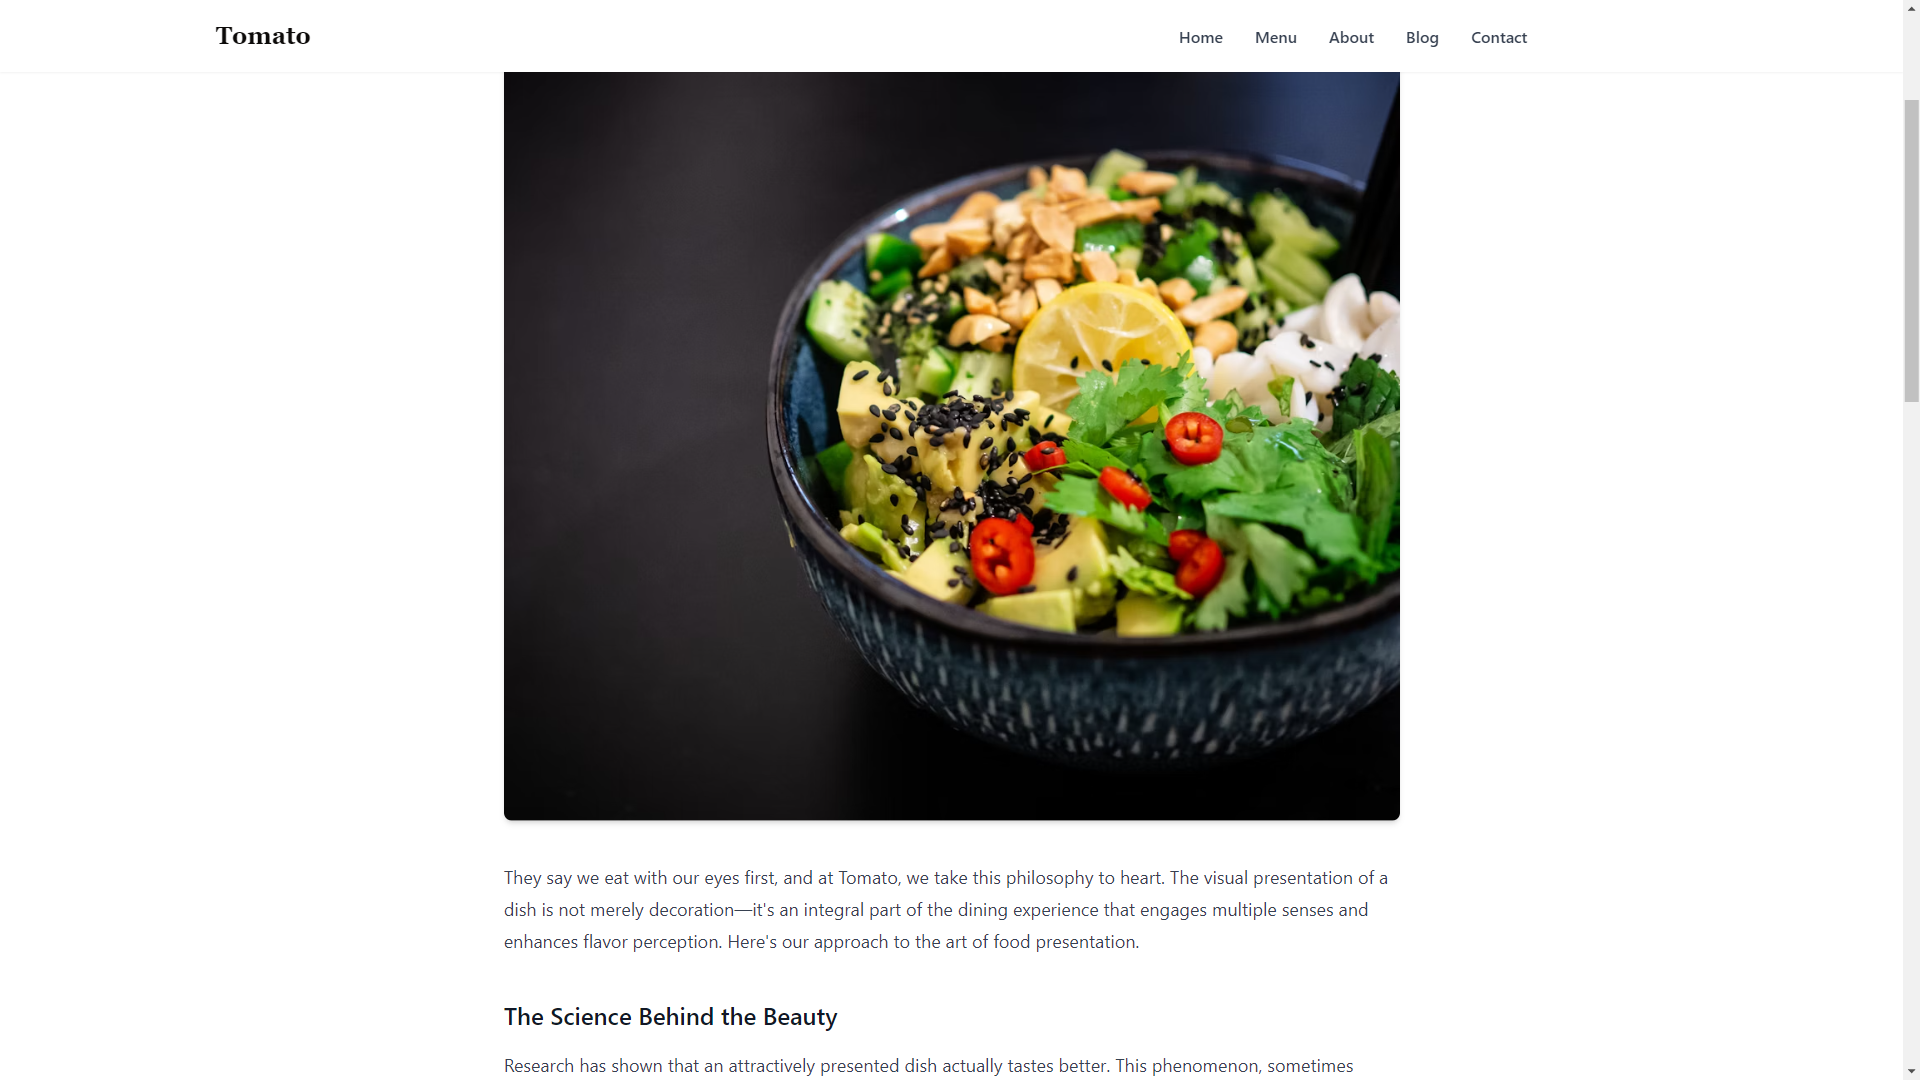 Tomato
Home
Menu
About
Blog
Contact
They say we eat with our eyes first, and at Tomato, we take this philosophy to heart. The visual presentation of a
dish is not merely decoration—it's an integral part of the dining experience that engages multiple senses and
enhances flavor perception. Here's our approach to the art of food presentation.
The Science Behind the Beauty
Research has shown that an attractively presented dish actually tastes better. This phenomenon, sometimes